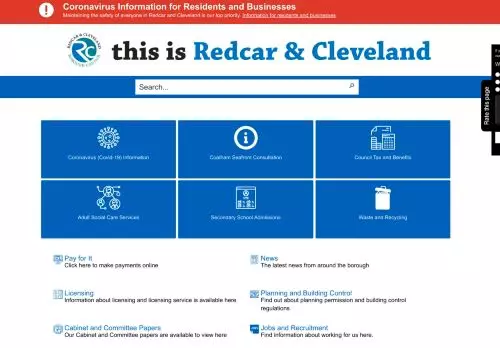 Coronavirus Information for Residents and Businesses
Maintaining the safety of everyone in Redcar and Cleveland is our top priority. Information for residents and businesses
REDCAR & CLEVELAND
this is Redcar & Cleveland
Search...
Rate this page
Coronavirus (Covid-19) Information
Coatham Seafront Consultation
Council Tax and Benefits
Adult Social Care Services
Secondary School Admissions
Waste and Recycling
Pay for It
Click here to make payments online
News
The latest news from around the borough
Licensing
Information about licensing and licensing service is available here
Planning and Building Control
Find out about planning permission and building control
regulations.
Cabinet and Committee Papers
Our Cabinet and Committee papers are available to view here
Jobs and Recruitment
Find information about working for us here.